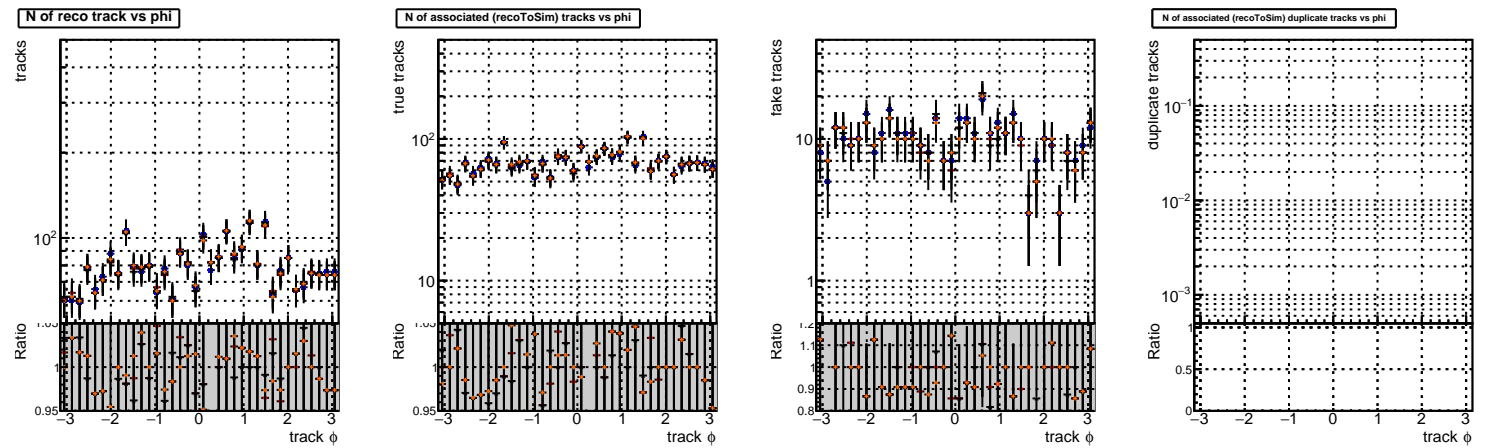 N of reco track vs phi
tracks
10²
Ratio
1.05
1
0.95
−3 −2 −1 0 1 2 3
track ϕ
N of associated (recoToSim) tracks vs phi
true tracks
10²
10
Ratio
1.05
1
0.95
−3 −2 −1 0 1 2 3
track ϕ
fake tracks
10
1
Ratio
1.2
1.1
1
0.9
0.8
−3 −2 −1 0 1 2 3
track ϕ
N of associated (recoToSim) duplicate tracks vs phi
duplicate tracks
10⁻¹
10⁻²
10⁻³
Ratio
1
0.5
0
−3 −2 −1 0 1 2 3
track ϕ